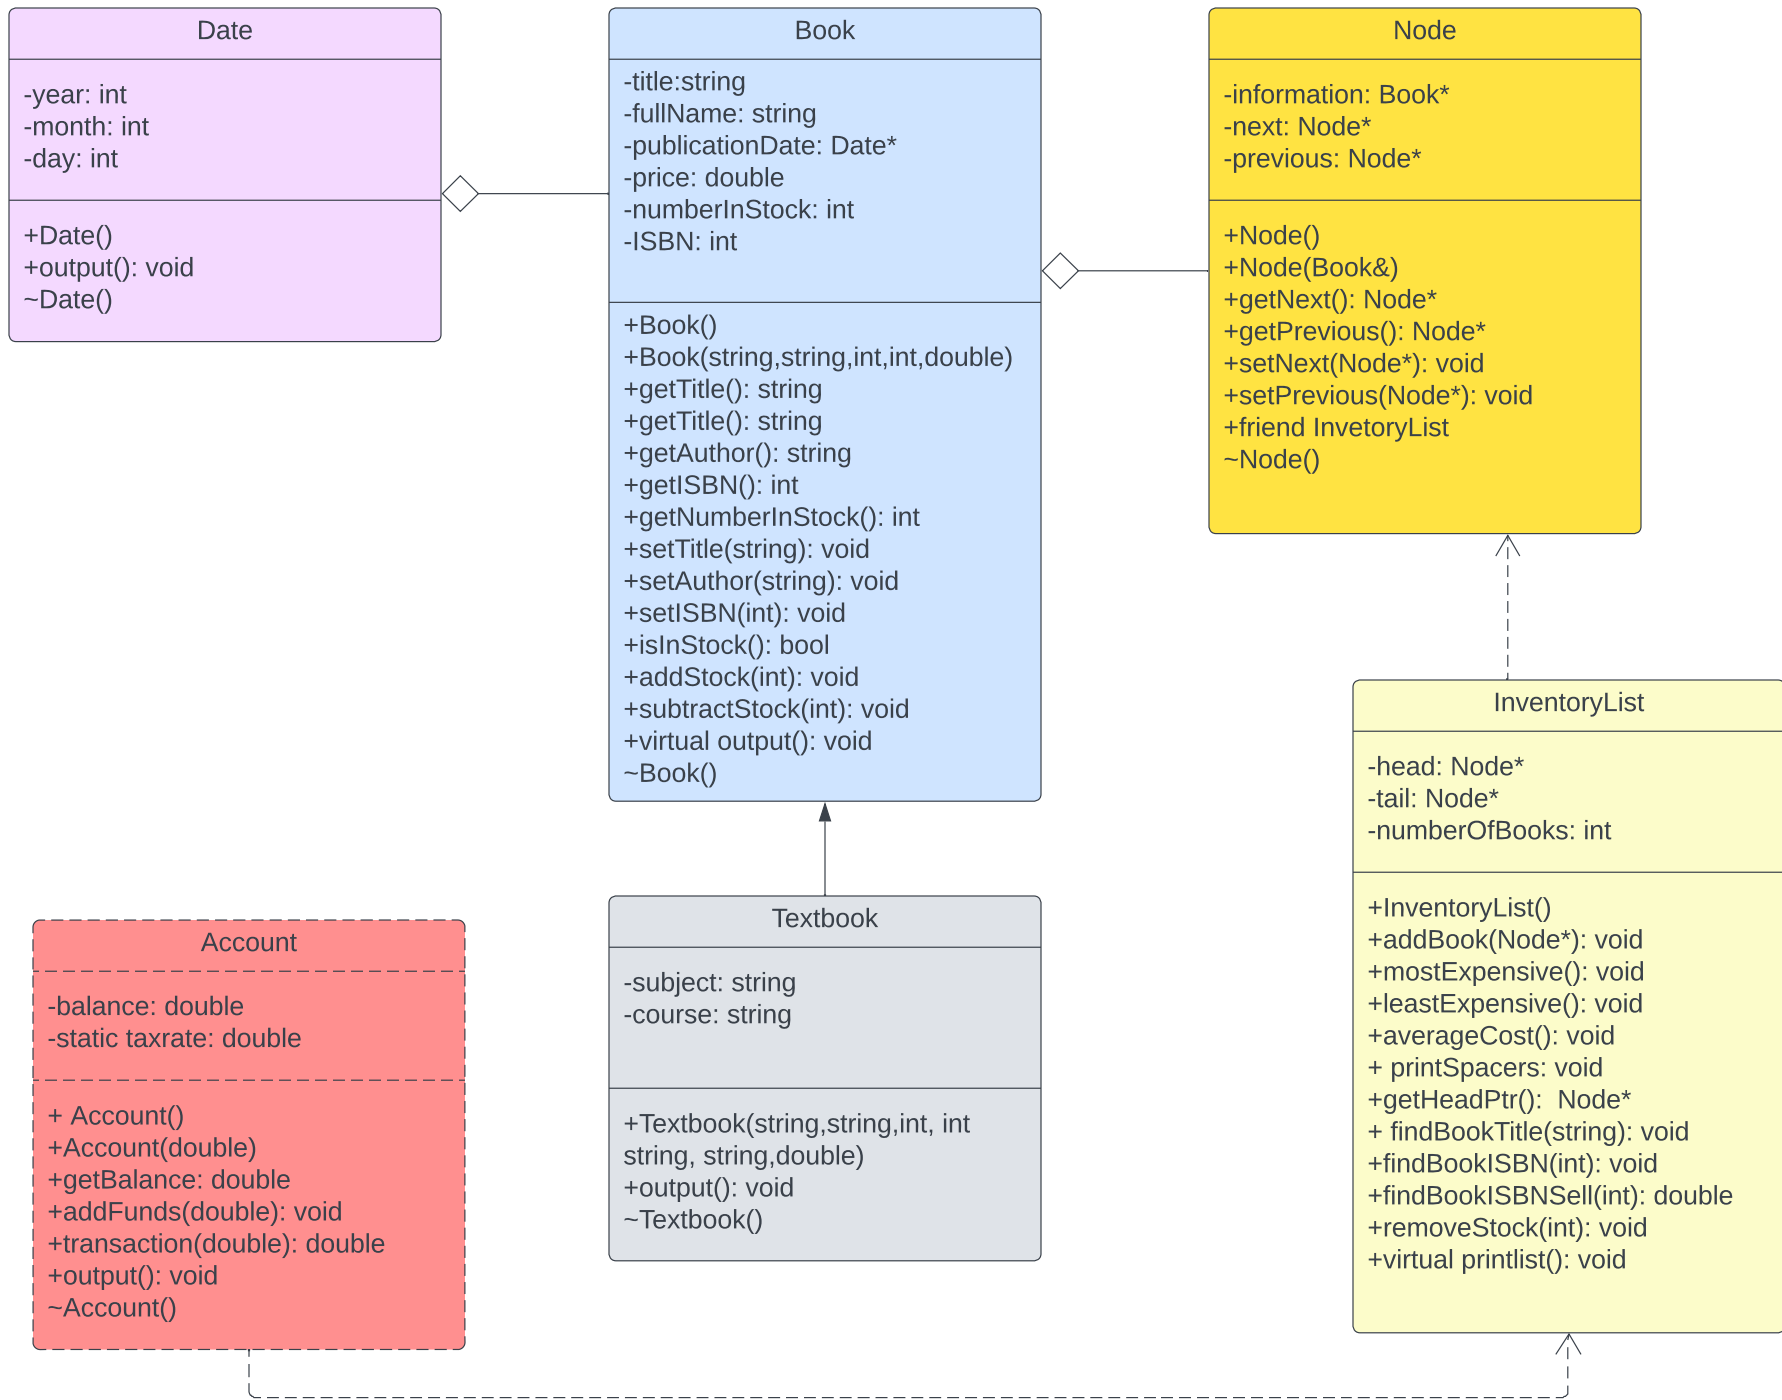 Date
-year: int
-month: int
-day: int
+Date()
+output(): void
~Date()
Book
-title:string
-fullName: string
-publicationDate: Date*
-price: double
-numberInStock: int
-ISBN: int
+Book()
+Book(string,string,int,int,double)
+getTitle(): string
+getTitle(): string
+getAuthor(): string
+getISBN(): int
+getNumberInStock(): int
+setTitle(string): void
+setAuthor(string): void
+setISBN(int): void
+isInStock(): bool
+addStock(int): void
+subtractStock(int): void
+virtual output(): void
~Book()
Node
-information: Book*
-next: Node*
-previous: Node*
+Node()
+Node(Book&)
+getNext(): Node*
+getPrevious(): Node*
+setNext(Node*): void
+setPrevious(Node*): void
+friend InvetoryList
~Node()
InventoryList
-head: Node*
-tail: Node*
-numberOfBooks: int
+InventoryList()
+addBook(Node*): void
+mostExpensive(): void
+leastExpensive(): void
+averageCost(): void
+ printSpacers: void
+getHeadPtr():  Node*
+ findBookTitle(string): void
+findBookISBN(int): void
+findBookISBNSell(int): double
+removeStock(int): void
+virtual printlist(): void
Textbook
-subject: string
-course: string
+Textbook(string,string,int, int
string, string,double)
+output(): void
~Textbook()
Account
-balance: double
-static taxrate: double
+ Account()
+Account(double)
+getBalance: double
+addFunds(double): void
+transaction(double): double
+output(): void
~Account()